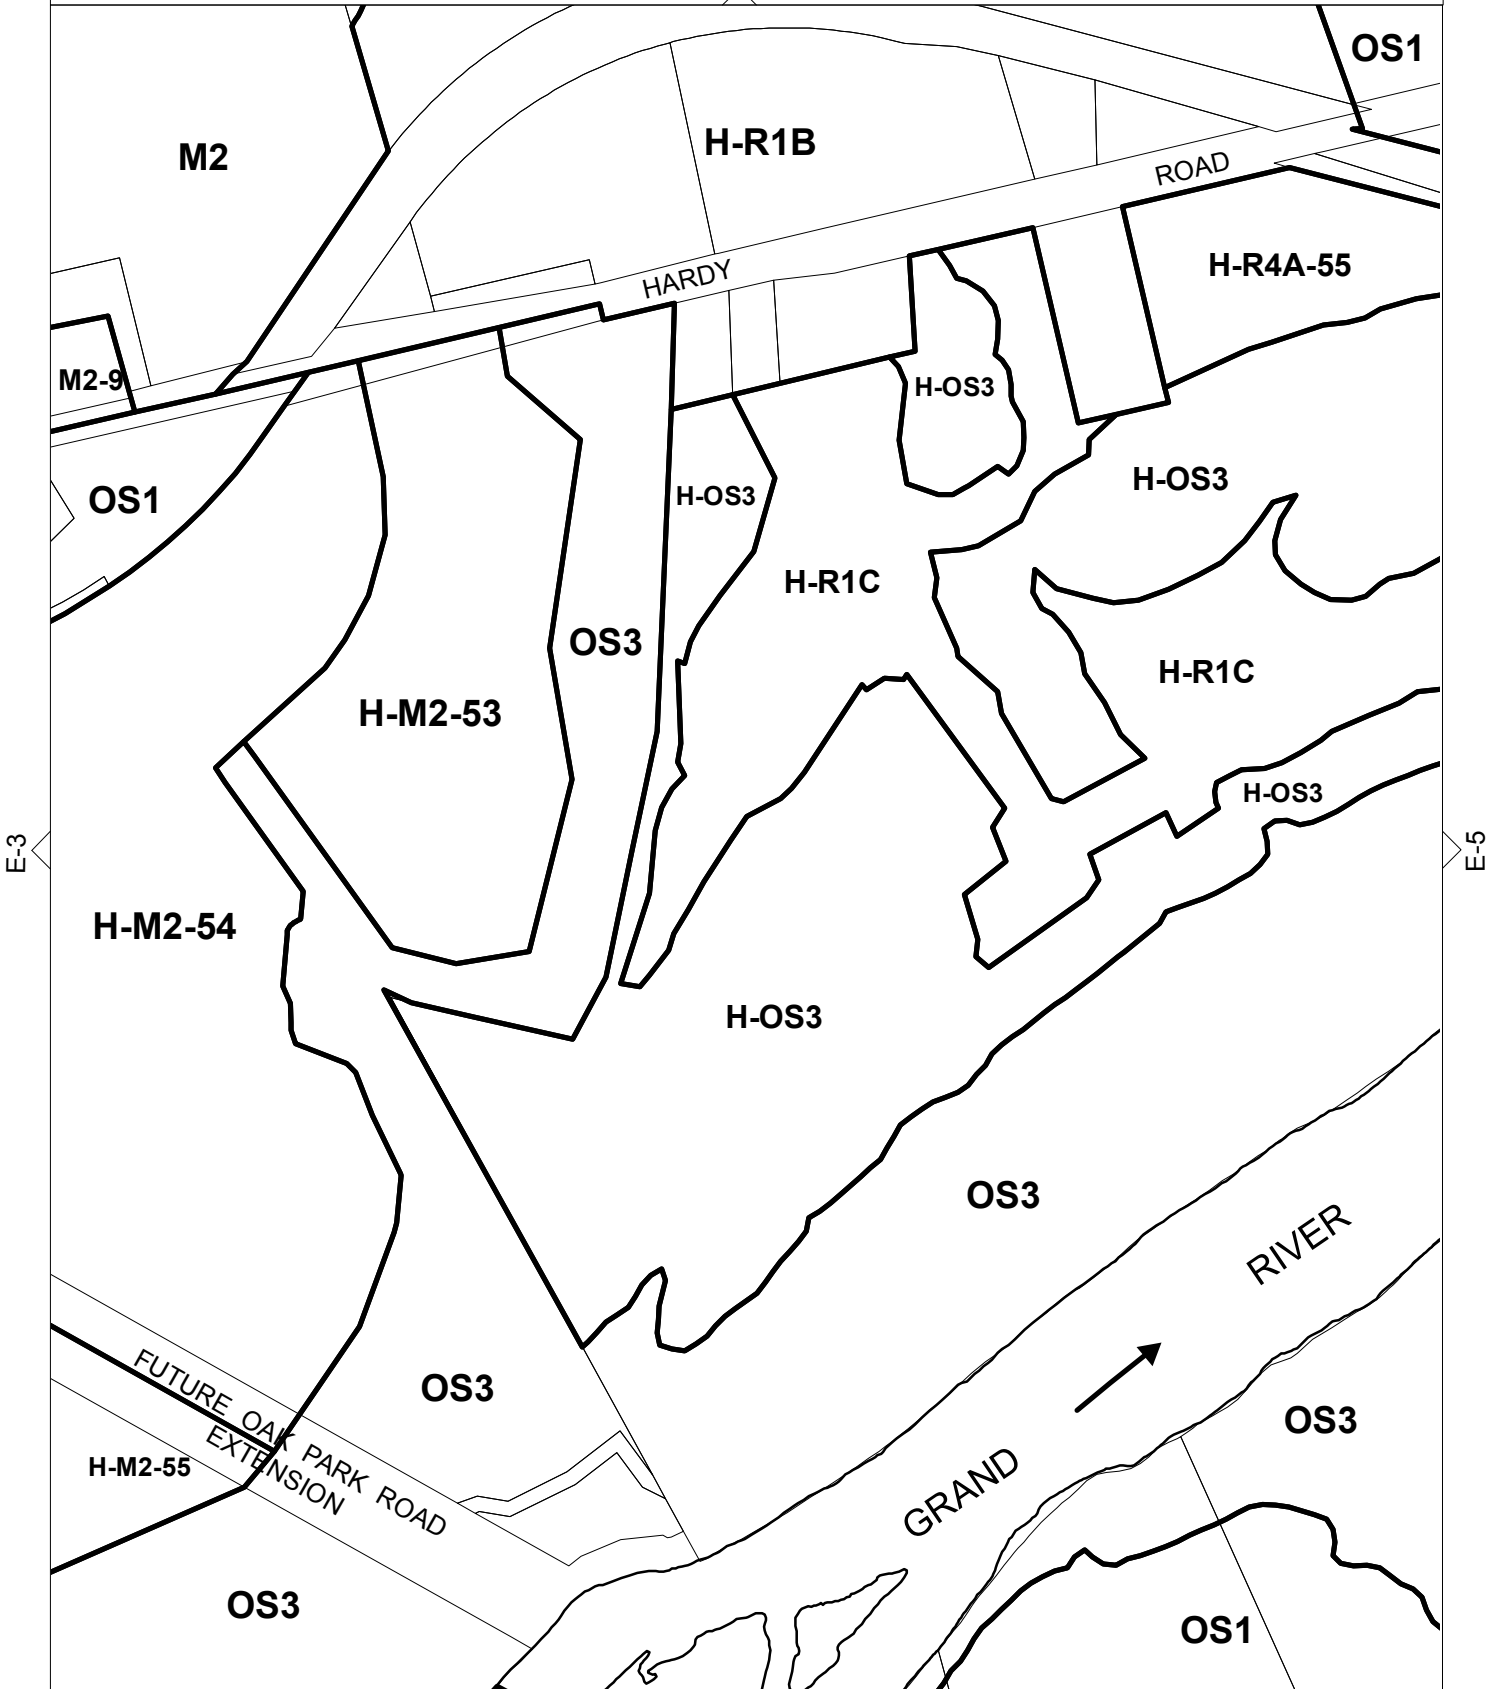 OS1
M2
H-R1B
ROAD
H-R4A-55
HARDY
M2-9
H-OS3
OS1
H-OS3
H-OS3
H-R1C
OS3
H-R1C
H-M2-53
H-OS3
E-3
E-5
H-M2-54
H-OS3
OS3
RIVER
FUTURE OAK PARK ROAD
EXTENSION
OS3
OS3
H-M2-55
GRAND
OS3
OS1